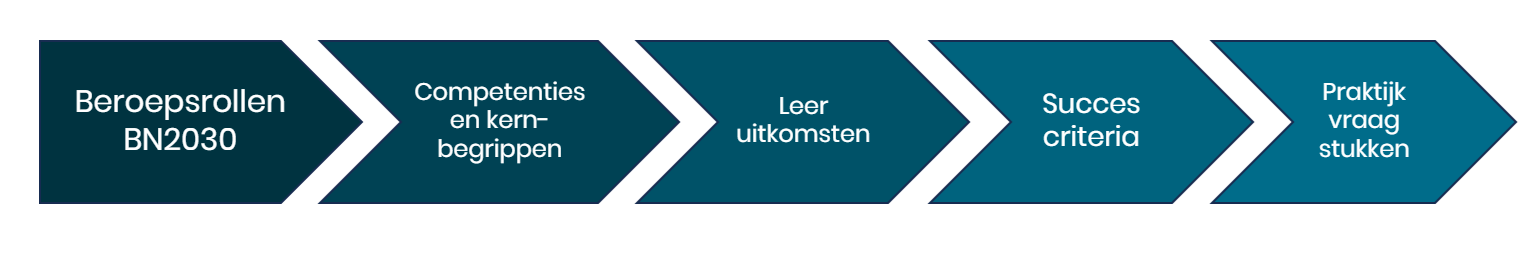 Beroepsrollen
BN2030
Competenties
en kern-
begrippen
Leer
uitkomsten
Succes
criteria
Praktijk
vraag
stukken